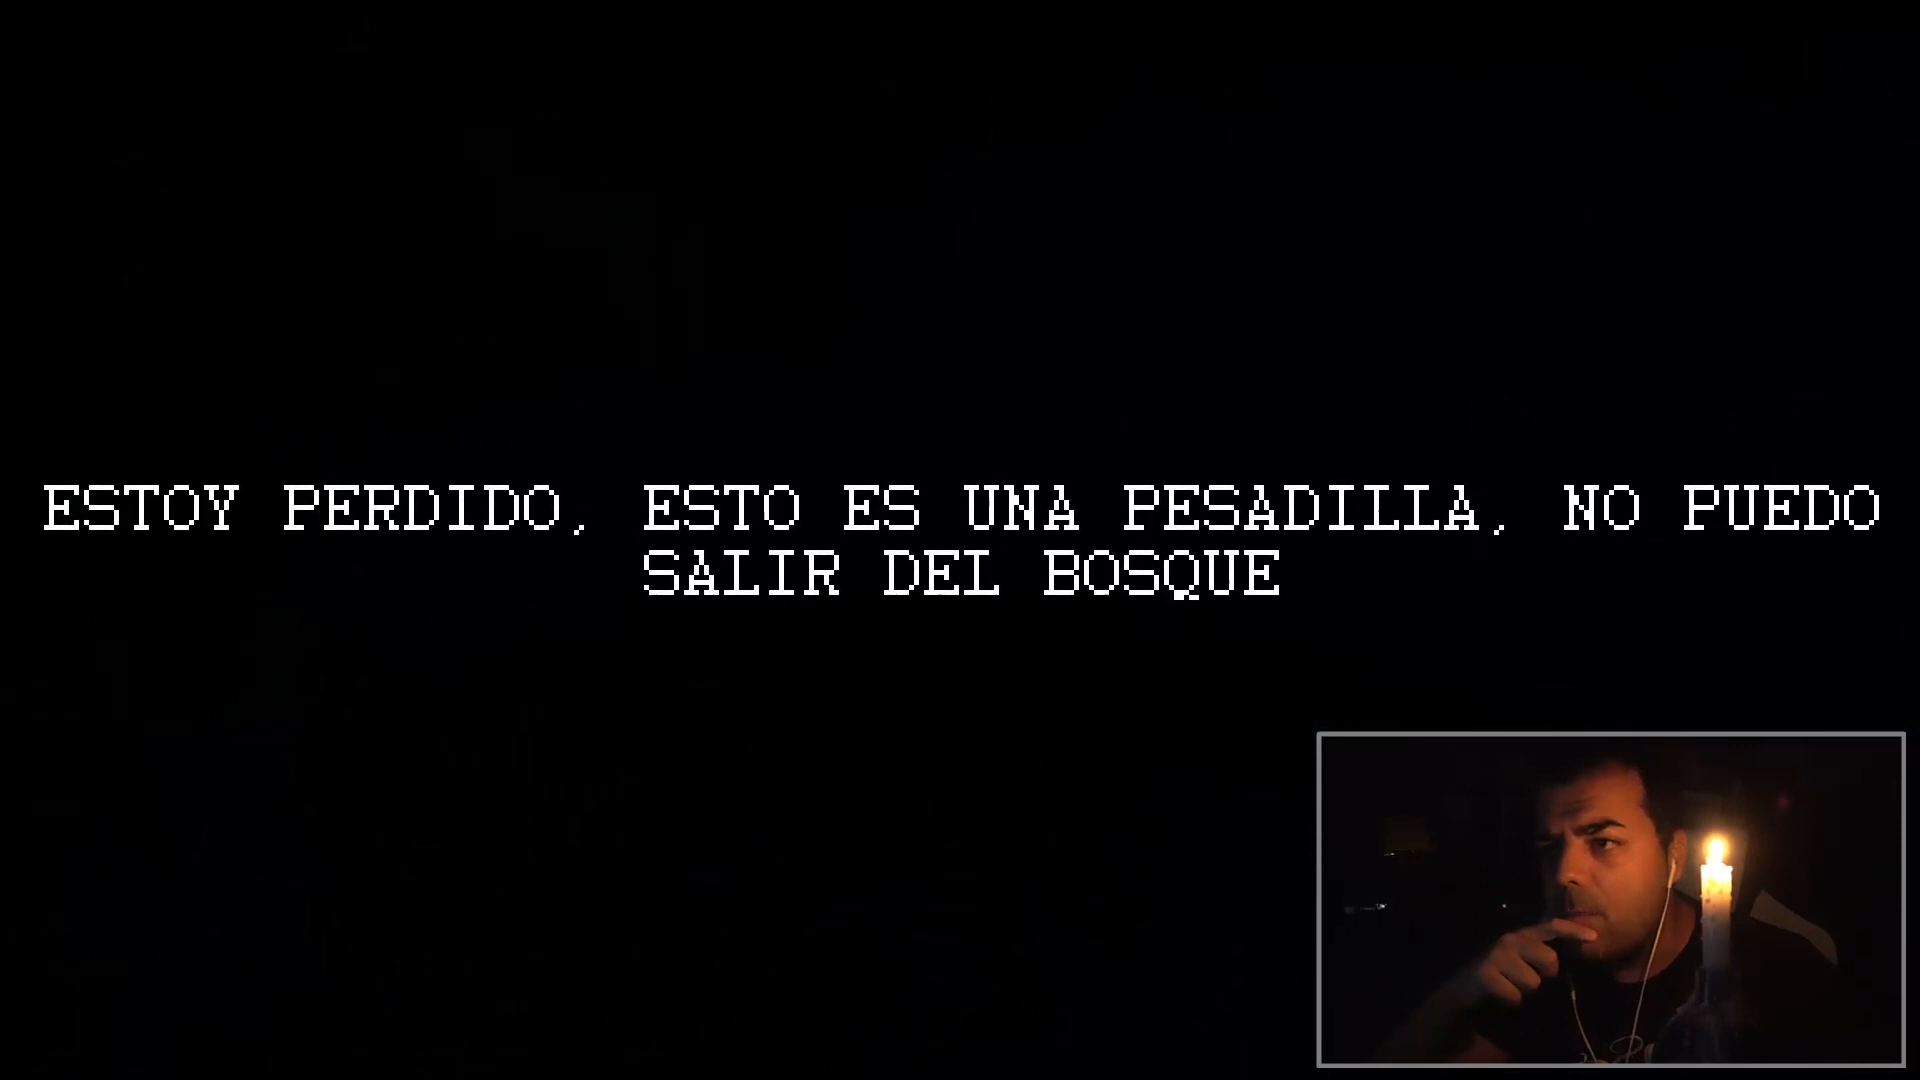 ESTOY PERDIDO, ESTO ES UNA PESADILLA, NO PUEDO
SALIR DEL BOSQUE